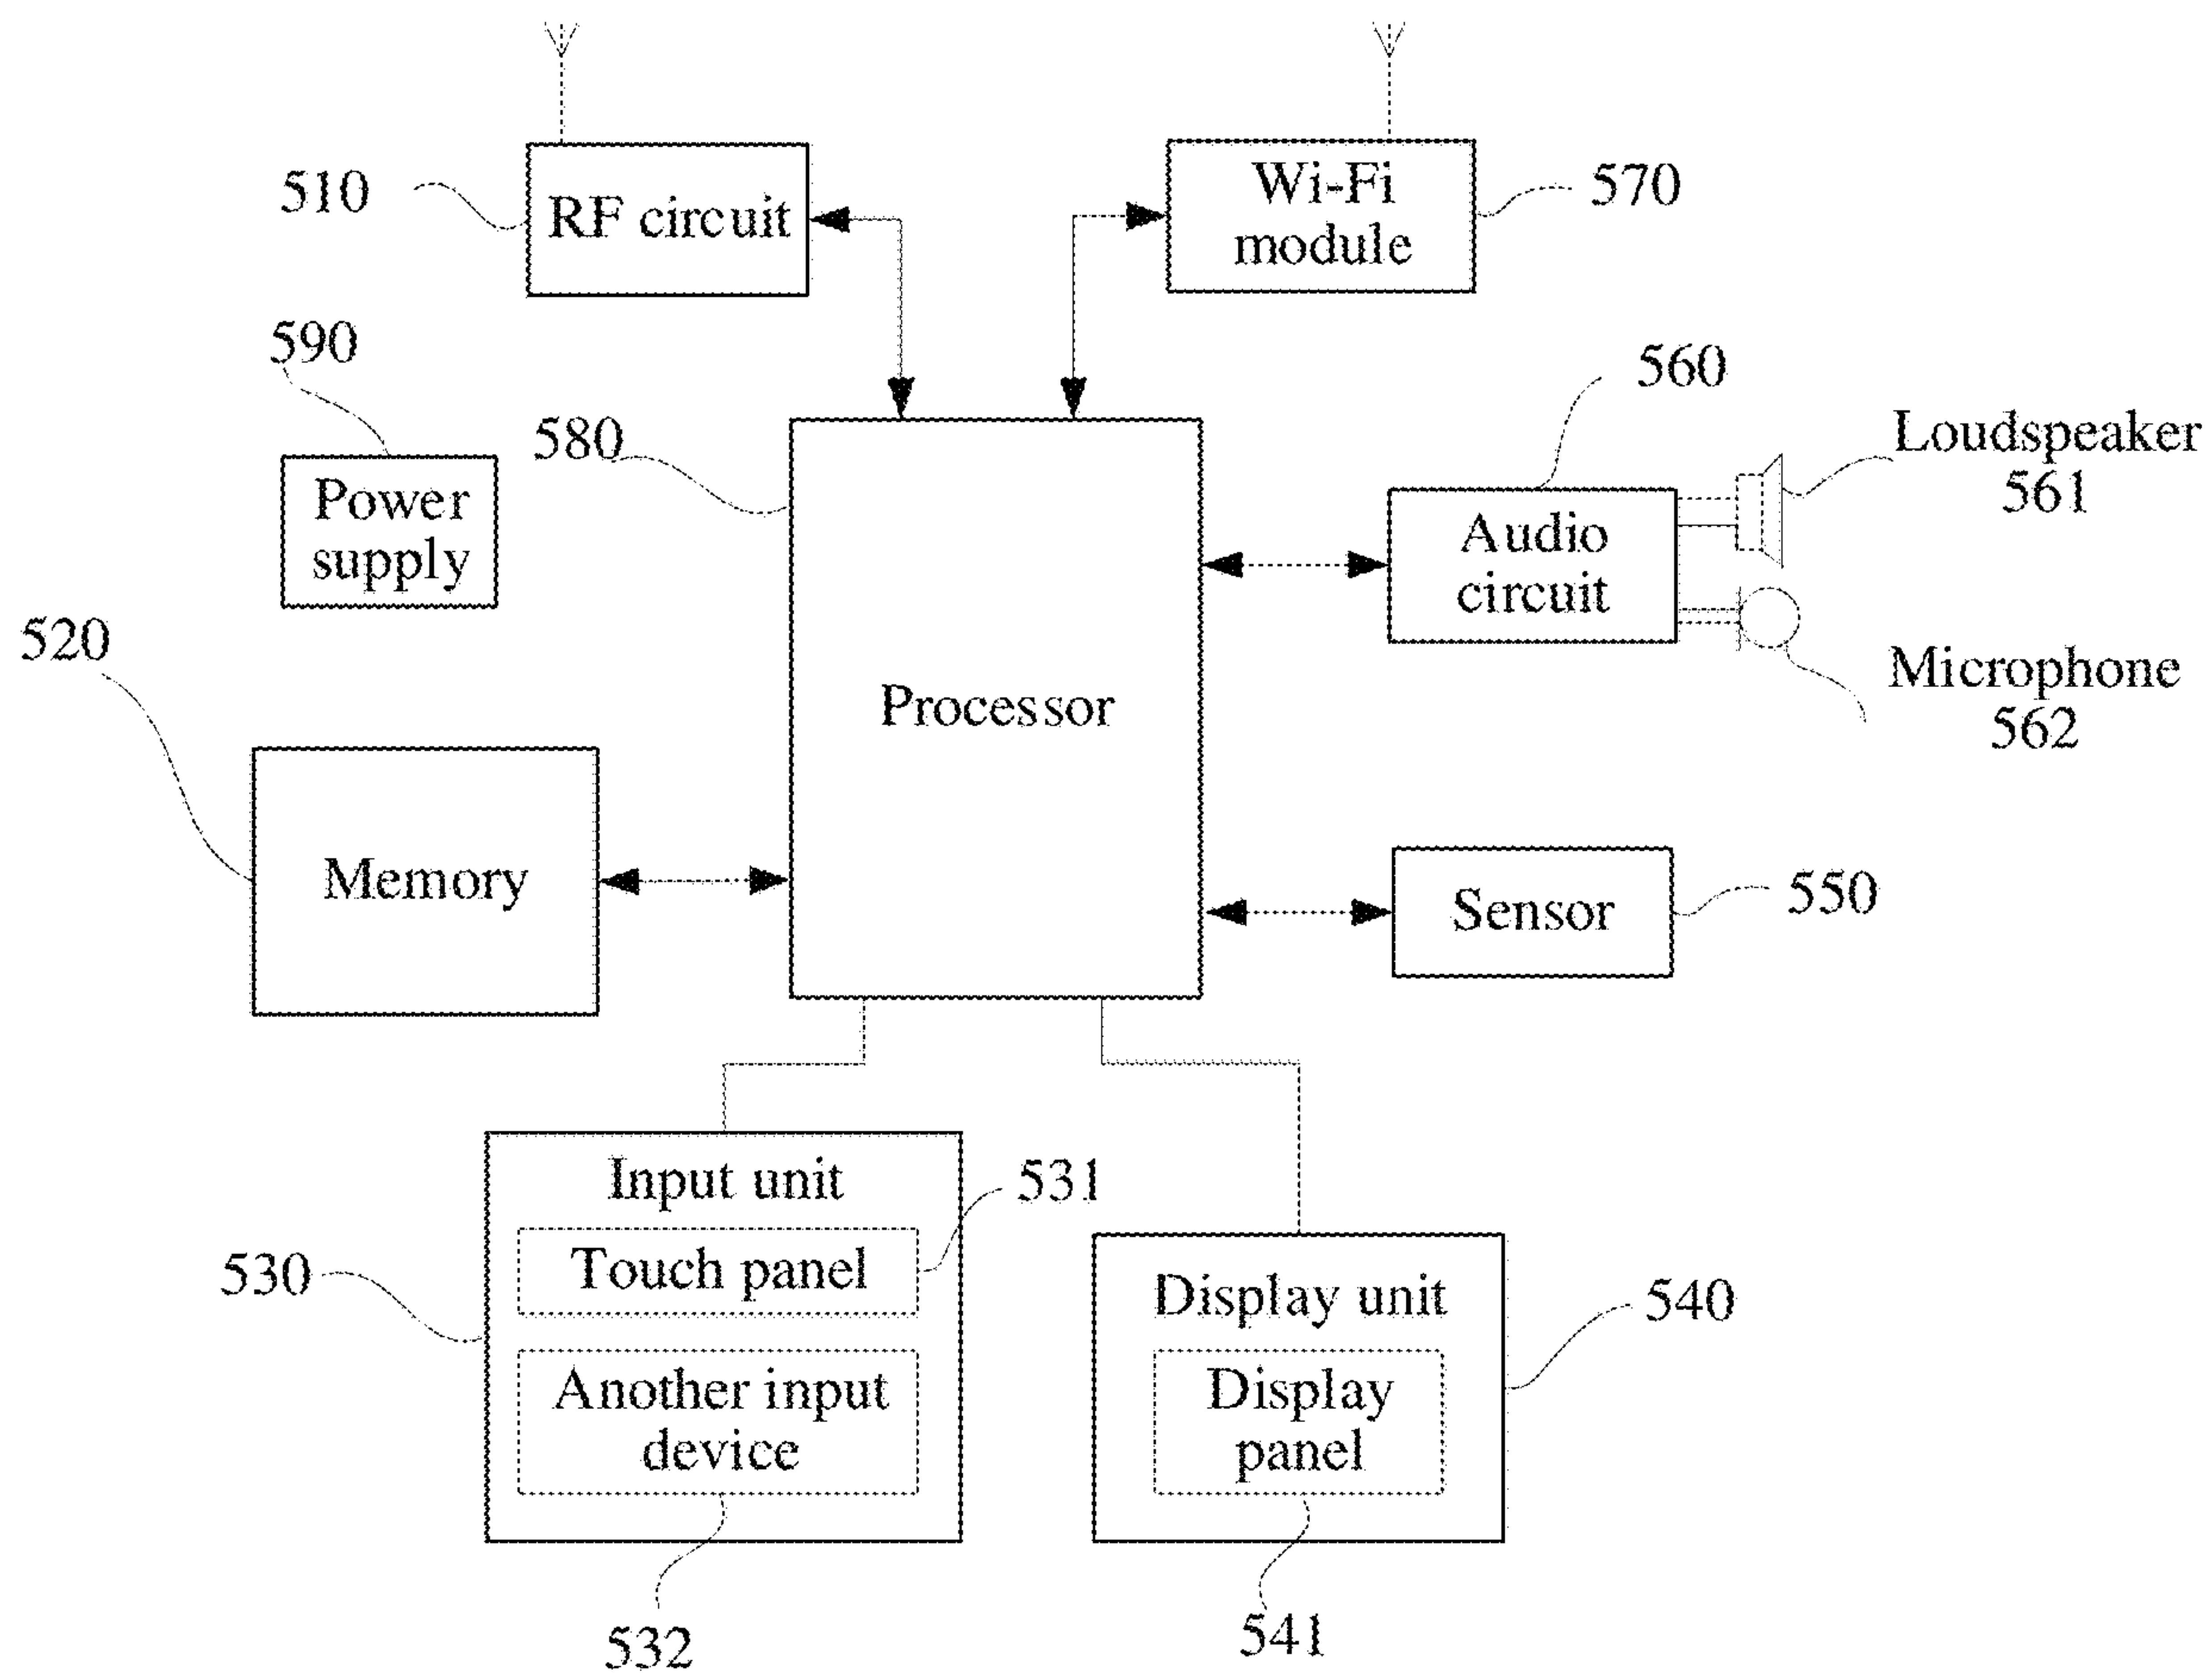 510
RF circuit
Wi-Fi
module
570
590
580
560
Loudspeaker
561
Power
supply
Audio
circuit
520
Microphone
562
Processor
Memory
Sensor
550
Input unit
531
530
Touch panel
Display unit
540
Another input
device
Display
panel
532
541